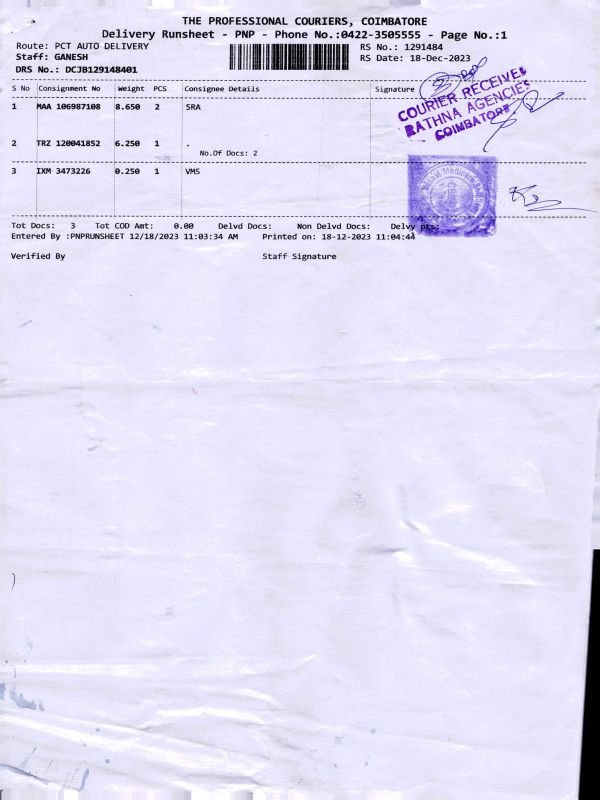 THE PROFESSIONAL COURIERS, COIMBATORE
Delivery Runsheet - PNP - Phone No.:0422-3505555 - Page No.:1
Route: PCT AUTO DELIVERY RS No.: 1291484
Staff: GANESH RS Date: 18-Dec-2023
DRS No.: DCJB129148401
S No Consignment No Weight PCS Consignee Details Signature
1 MAA 106987108 8.650 2 SRA
COURIER RECEIVED
RATHNA AGENCIES
COIMBATORE
2 TRZ 120041852 6.250 1 .
No.Of Docs: 2
3 IXM 3473226 0.250 1 VMS
Tot Docs: 3 Tot COD Amt: 0.00 Delvd Docs: Non Delvd Docs: Delvy pts:
Entered By :PNPRUNSHEET 12/18/2023 11:03:34 AM Printed on: 18-12-2023 11:04:44
Verified By Staff Signature